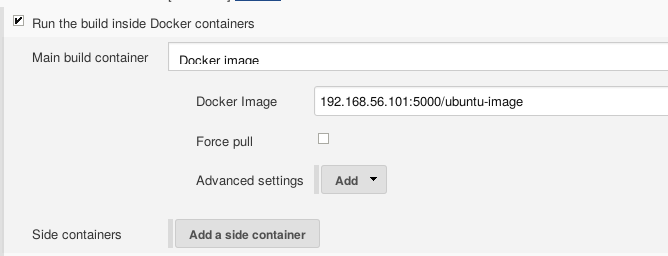 Run the build inside Docker containers
Main build container
Docker image
Docker Image
192.168.56.101:5000/ubuntu-image
Force pull
Advanced settings
Add
Side containers
Add a side container